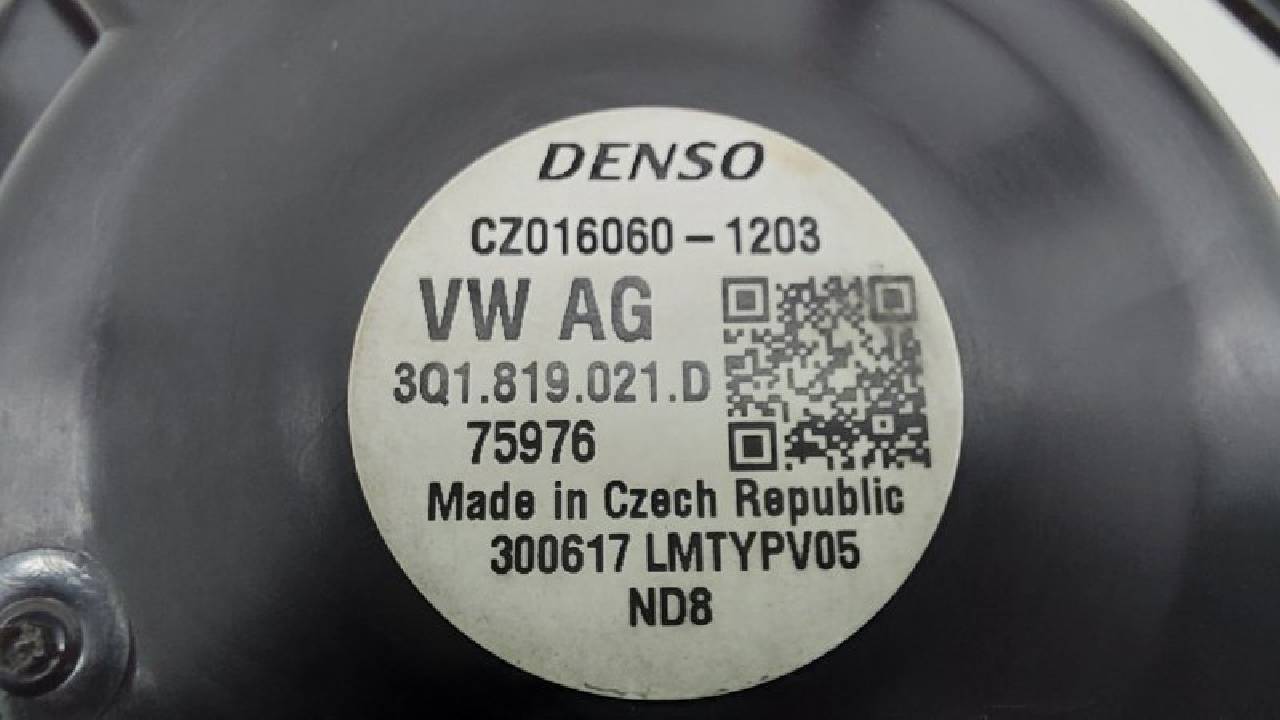 DENSO
CZ016060-1203
VW AG
3Q1.819.021.D
75976
Made in Czech Republic
300617 LMTYPV05
ND8